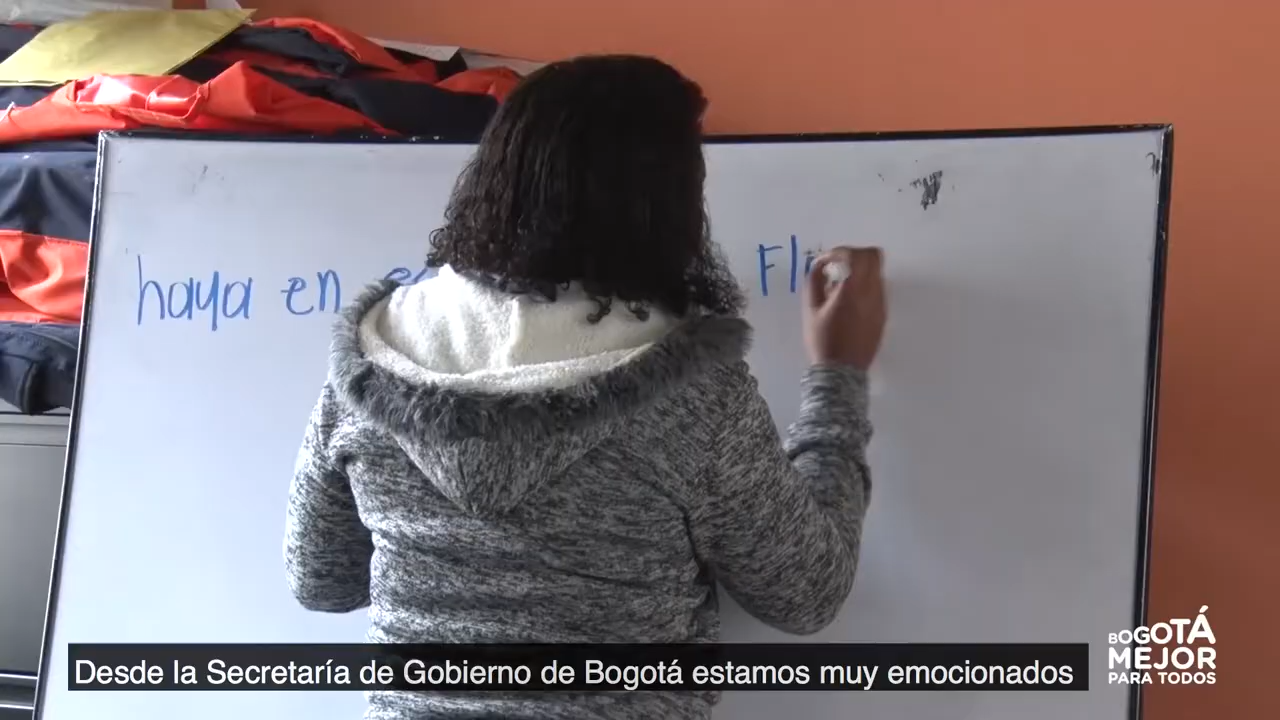 haya en
Desde la Secretaría de Gobierno de Bogotá estamos muy emocionados
BOGOTÁ
MEJOR
PARA TODOS